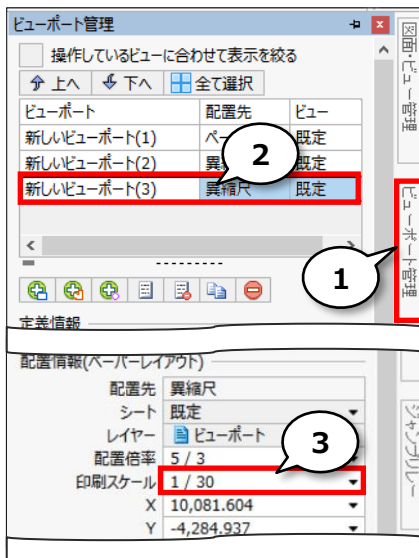 ビューポート管理
図面・ビュー管理
操作しているビューに合わせて表示を絞る
上へ 下へ 全て選択
ビューポート 配置先 ビュー
新しいビューポート(1) 既定
新しいビューポート(2) 既定
2
新しいビューポート(3) 異縮尺 既定
ビューポート管理
1
定義情報
配置情報(ペーパーレイアウト)
配置先 異縮尺
シート 既定
レイヤー ビューポート
3
配置倍率 5 / 3
印刷スケール 1 / 30
X 10,081.604
Y -4,284.937
ジャンプリレー